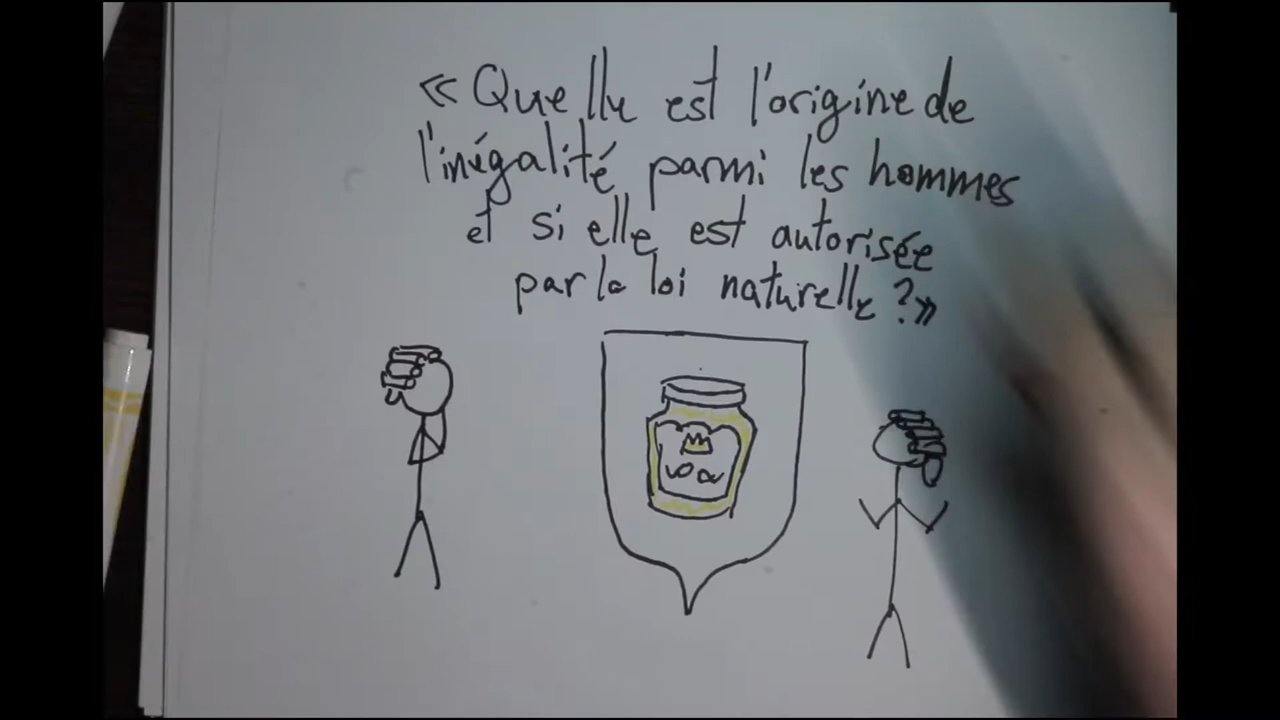 « Quelle est l'origine de
l'inégalité parmi les hommes
et si elle est autorisée
par la loi naturelle ? »